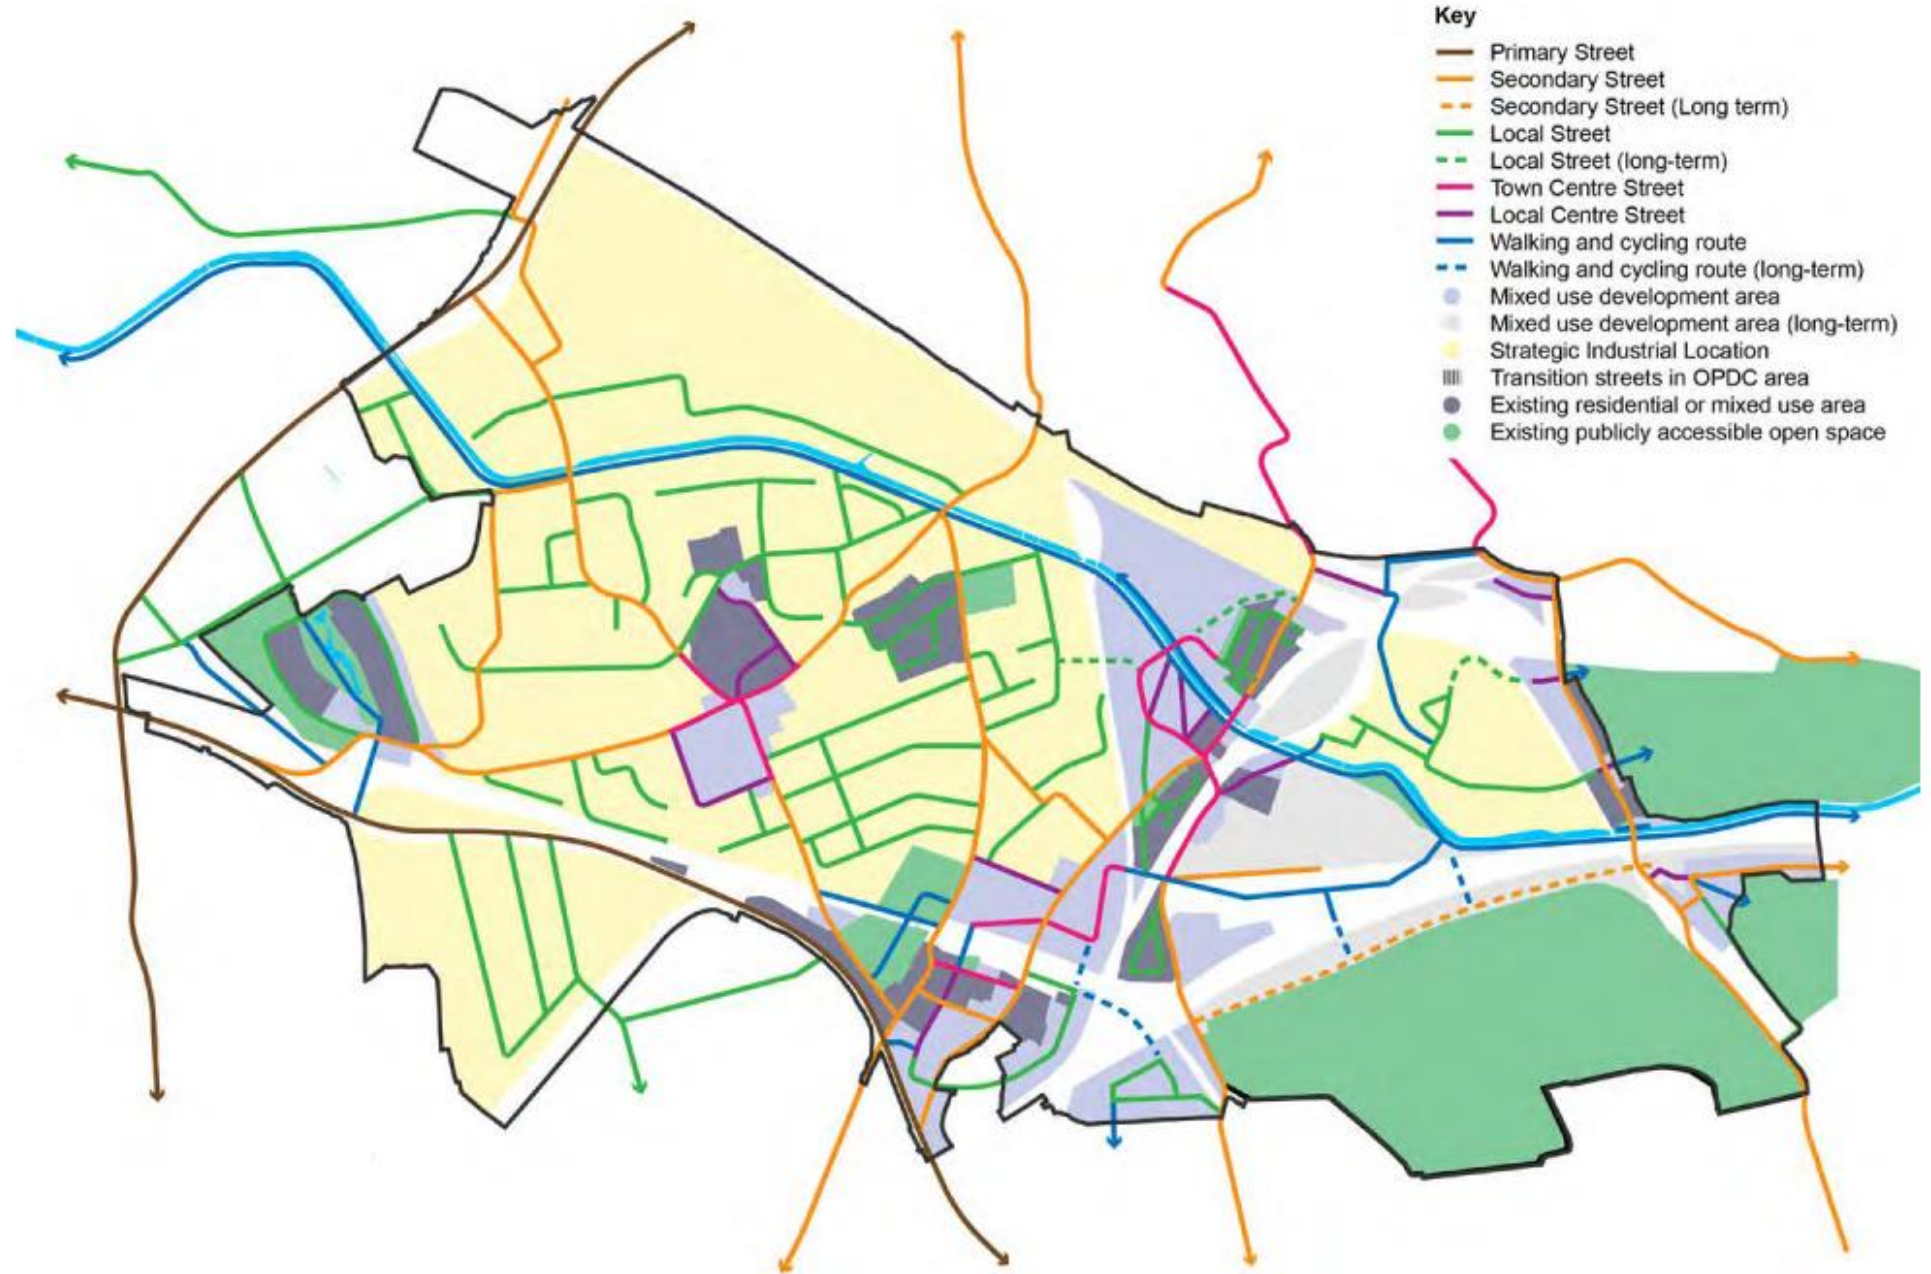 Key
Primary Street
Secondary Street
Secondary Street (Long term)
Local Street
Local Street (long-term)
Town Centre Street
Local Centre Street
Walking and cycling route
Walking and cycling route (long-term)
Mixed use development area
Mixed use development area (long-term)
Strategic Industrial Location
Transition streets in OPDC area
Existing residential or mixed use area
Existing publicly accessible open space